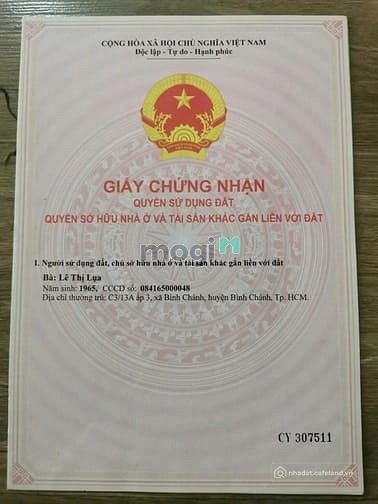 CỘNG HÒA XÃ HỘI CHỦ NGHĨA VIỆT NAM
Độc lập - Tự do - Hạnh phúc
GIẤY CHỨNG NHẬN
QUYỀN SỬ DỤNG ĐẤT
QUYỀN SỞ HỮU NHÀ Ở VÀ TÀI SẢN KHÁC GẮN LIỀN VỚI ĐẤT
mogi
I. Người sử dụng đất, chủ sở hữu nhà ở và tài sản khác gắn liền với đất
Bà: Lê Thị Lụa
Năm sinh: 1965, CCCD số: 084165000048
Địa chỉ thường trú: C3/13A ấp 3, xã Bình Chánh, huyện Bình Chánh, Tp. HCM.
CY 307511
nhadat.cafeland.vn